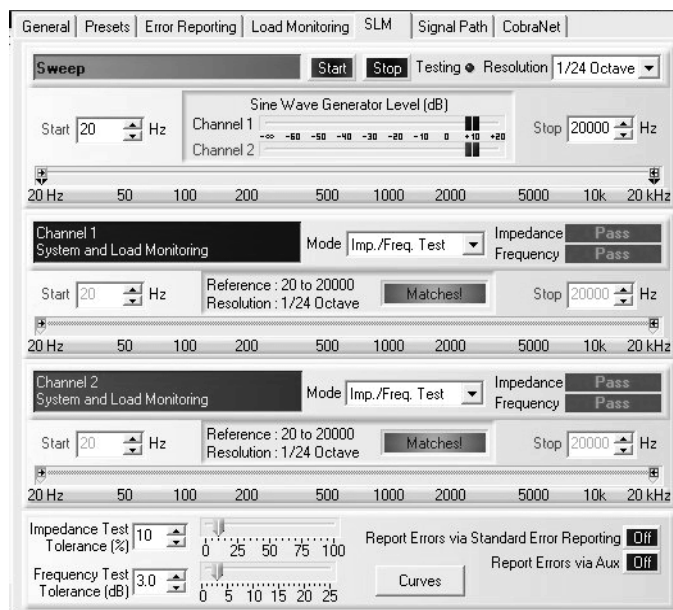 General Presets Error Reporting Load Monitoring SLM Signal Path CobraNet
Sweep Start Stop Testing Resolution 1/24 Octave
Sine Wave Generator Level (dB)
Start 20 Hz Channel 1 Stop 20000 Hz
-∞ -60 -50 -40 -30 -20 -10 0 +10 +20
Channel 2
20 Hz 50 100 200 500 1000 2000 5000 10k 20 kHz
Channel 1
System and Load Monitoring
Mode Imp./Freq. Test
Impedance Pass
Frequency Pass
Start 20 Hz
Reference : 20 to 20000
Resolution : 1/24 Octave
Matches!
Stop 20000 Hz
20 Hz 50 100 200 500 1000 2000 5000 10k 20 kHz
Channel 2
System and Load Monitoring
Mode Imp./Freq. Test
Impedance Pass
Frequency Pass
Start 20 Hz
Reference : 20 to 20000
Resolution : 1/24 Octave
Matches!
Stop 20000 Hz
20 Hz 50 100 200 500 1000 2000 5000 10k 20 kHz
Impedance Test
Tolerance (%) 10
0 25 50 75 100
Report Errors via Standard Error Reporting Off
Report Errors via Aux Off
Frequency Test
Tolerance (dB) 3.0
0 5 10 15 20 25
Curves